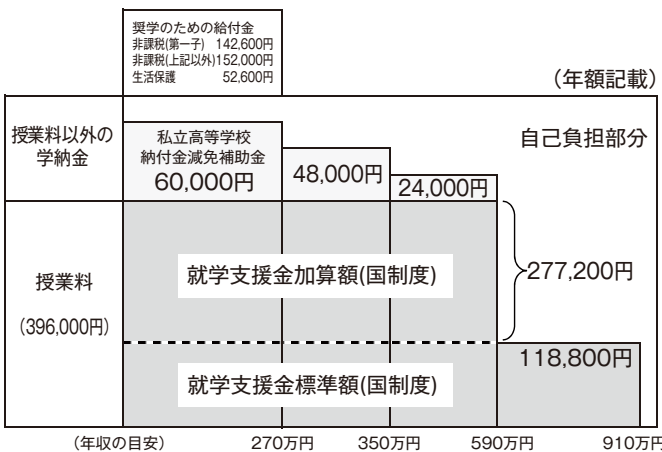 奨学のための給付金
非課税(第一子) 142,600円
非課税(上記以外)152,000円
生活保護 52,600円
(年額記載)
授業料以外の
学納金
私立高等学校
納付金減免補助金
60,000円
48,000円
24,000円
自己負担部分
授業料
(396,000円)
就学支援金加算額(国制度)
277,200円
118,800円
就学支援金標準額(国制度)
(年収の目安)
270万円
350万円
590万円
910万円